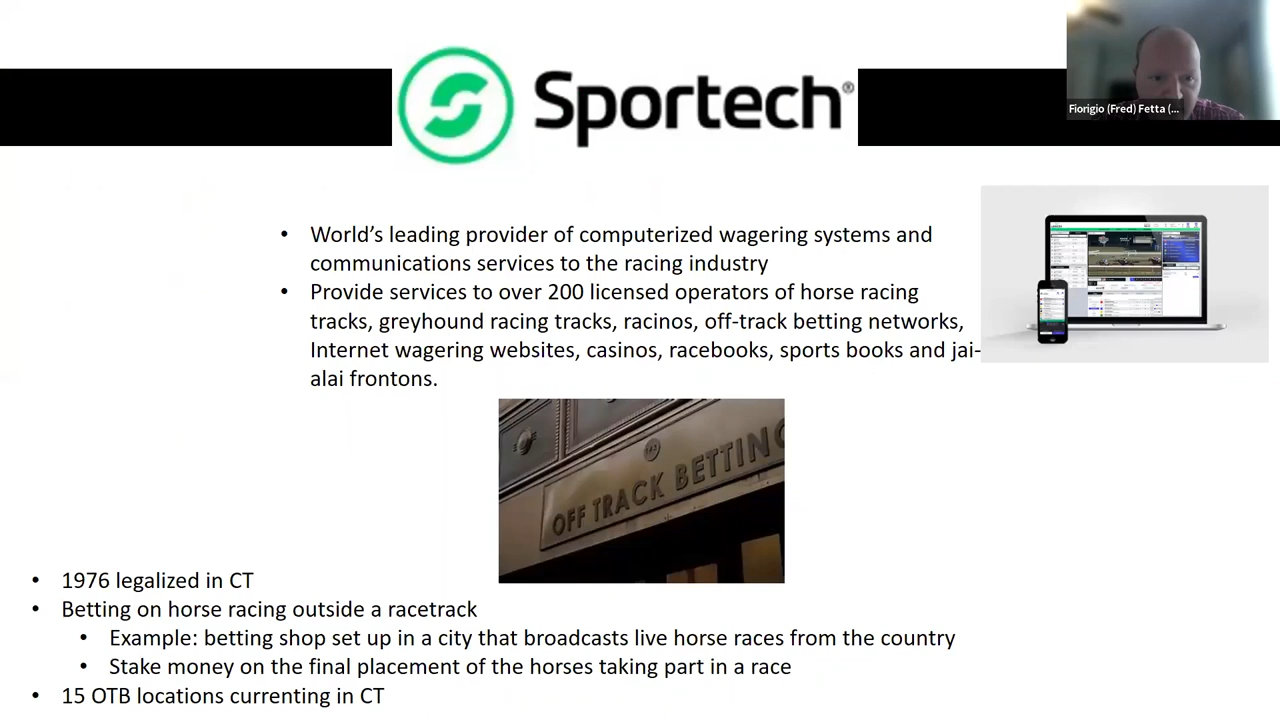 Sportech®
Fiorigio (Fred) Fetta (...
• World's leading provider of computerized wagering systems and
communications services to the racing industry
• Provide services to over 200 licensed operators of horse racing
tracks, greyhound racing tracks, racinos, off-track betting networks,
Internet wagering websites, casinos, racebooks, sports books and jai-
alai frontons.
OFF TRACK BETTING
• 1976 legalized in CT
• Betting on horse racing outside a racetrack
• Example: betting shop set up in a city that broadcasts live horse races from the country
• Stake money on the final placement of the horses taking part in a race
• 15 OTB locations currenting in CT